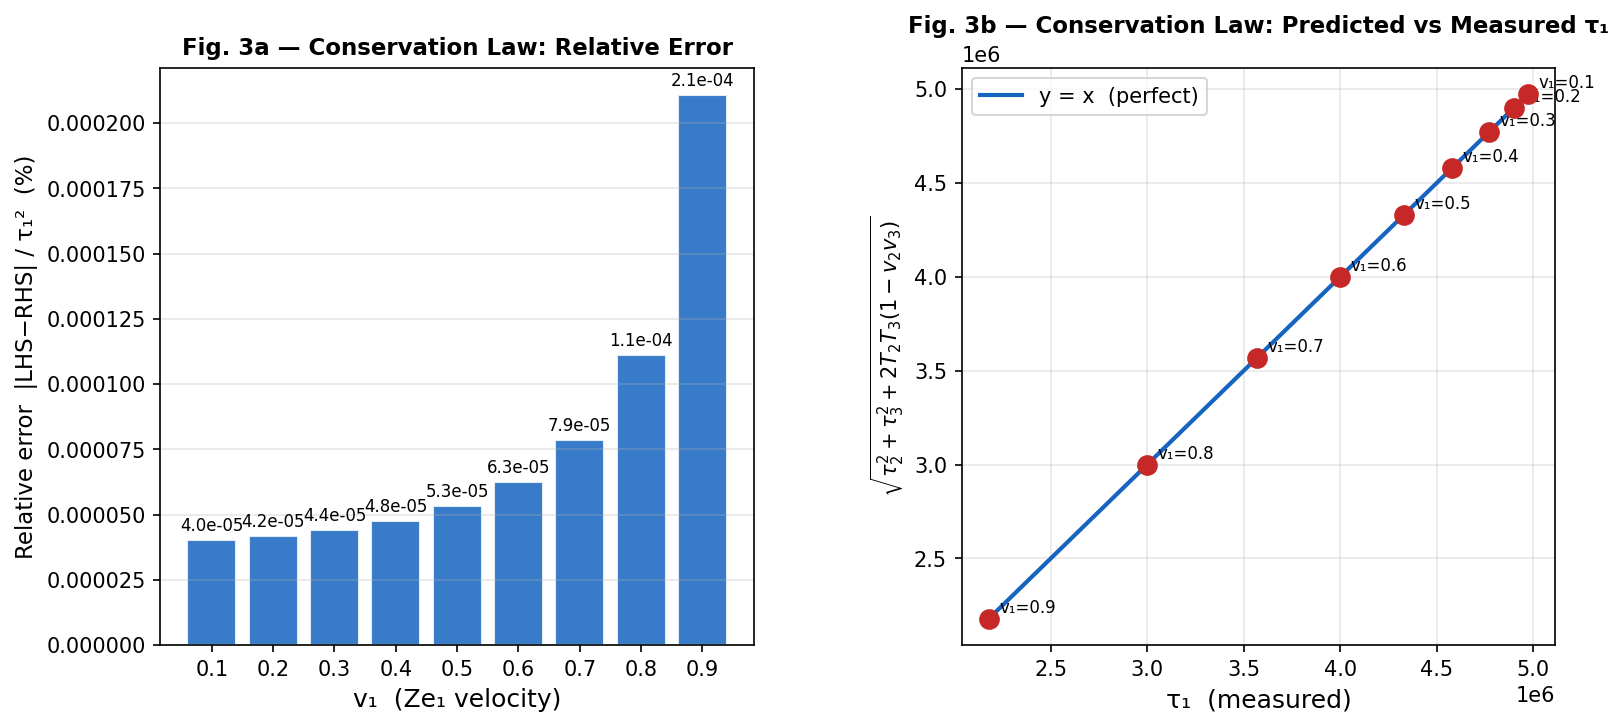 Fig. 3a — Conservation Law: Relative Error
Relative error |LHS−RHS| / τ₁² (%)
0.000200
0.000175
0.000150
0.000125
0.000100
0.000075
0.000050
0.000025
0.000000
4.0e-05
4.2e-05
4.4e-05
4.8e-05
5.3e-05
6.3e-05
7.9e-05
1.1e-04
2.1e-04
0.1 0.2 0.3 0.4 0.5 0.6 0.7 0.8 0.9
v₁ (Ze₁ velocity)
Fig. 3b — Conservation Law: Predicted vs Measured τ₁
1e6
y = x (perfect)
√(τ₂² + τ₃² + 2T₂T₃(1 − v₂v₃))
5.0
4.5
4.0
3.5
3.0
2.5
v₁=0.1
₁=0.2
v₁=0.3
v₁=0.4
v₁=0.5
v₁=0.6
v₁=0.7
v₁=0.8
v₁=0.9
2.5 3.0 3.5 4.0 4.5 5.0
1e6
τ₁ (measured)